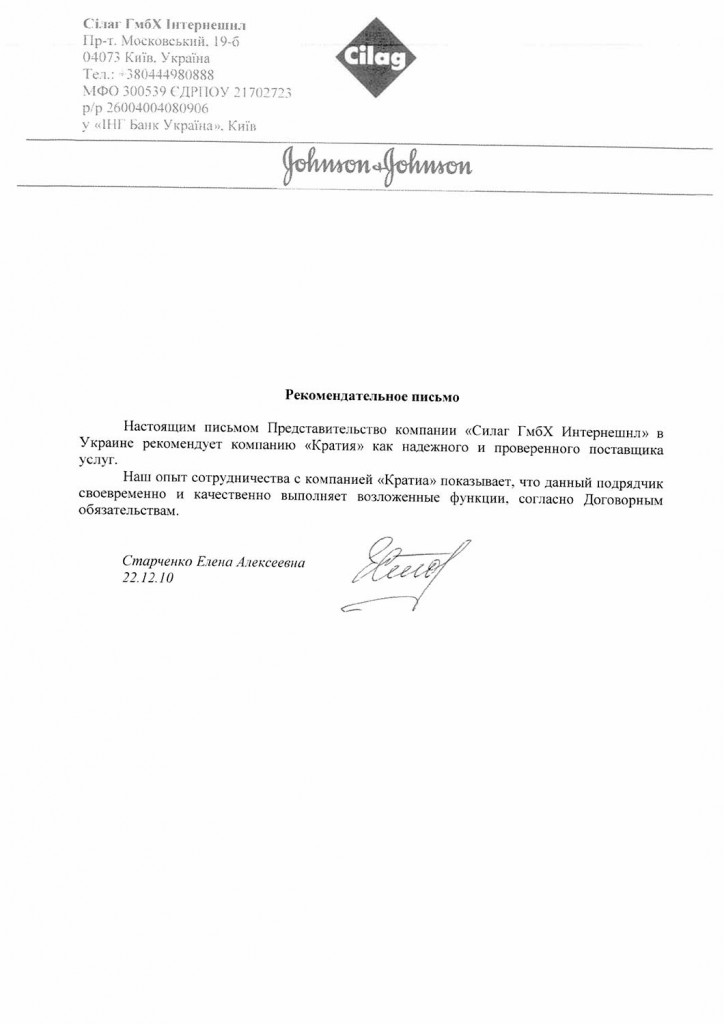 Сілаг ГмбХ Інтернешнл
Пр-т. Московський, 19-б
04073 Київ, Україна
Тел.: +380444980888
МФО 300539 ЄДРПОУ 21702723
р/р 26004004080906
у «ІНГ Банк Україна», Київ
Cilag
Johnson & Johnson
Рекомендательное письмо
Настоящим письмом Представительство компании «Силаг ГмбХ Интернешнл» в
Украине рекомендует компанию «Кратия» как надежного и проверенного поставщика
услуг.
Наш опыт сотрудничества с компанией «Кратиа» показывает, что данный подрядчик
своевременно и качественно выполняет возложенные функции, согласно Договорным
обязательствам.
Старченко Елена Алексеевна
22.12.10